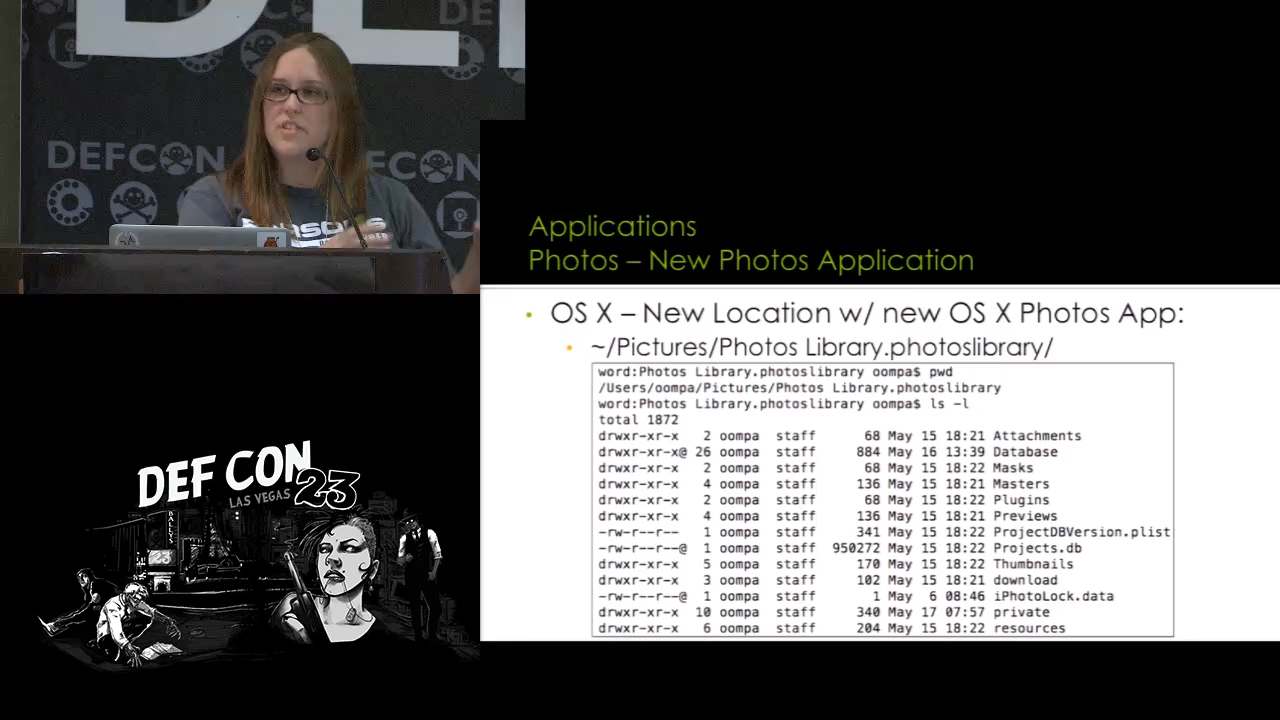 DEFCON
DEFCON
Applications
Photos – New Photos Application
• OS X – New Location w/ new OS X Photos App:
• ~/Pictures/Photos Library.photoslibrary/
word:Photos Library.photoslibrary oompa$ pwd
/Users/oompa/Pictures/Photos Library.photoslibrary
word:Photos Library.photoslibrary oompa$ ls -l
total 1872
drwxr-xr-x 2 oompa staff 68 May 15 18:21 Attachments
drwxr-xr-x@ 26 oompa staff 884 May 16 13:39 Database
drwxr-xr-x 2 oompa staff 68 May 15 18:22 Masks
drwxr-xr-x 4 oompa staff 136 May 15 18:21 Masters
drwxr-xr-x 2 oompa staff 68 May 15 18:22 Plugins
drwxr-xr-x 4 oompa staff 136 May 15 18:21 Previews
-rw-r--r-- 1 oompa staff 341 May 15 18:22 ProjectDBVersion.plist
-rw-r--r--@ 1 oompa staff 950272 May 15 18:22 Projects.db
drwxr-xr-x 5 oompa staff 170 May 15 18:22 Thumbnails
drwxr-xr-x 3 oompa staff 102 May 15 18:21 download
-rw-r--r--@ 1 oompa staff 1 May 6 08:46 iPhotoLock.data
drwxr-xr-x 10 oompa staff 340 May 17 07:57 private
drwxr-xr-x 6 oompa staff 204 May 15 18:22 resources
DEF CON
LAS VEGAS 23
BALLY'S